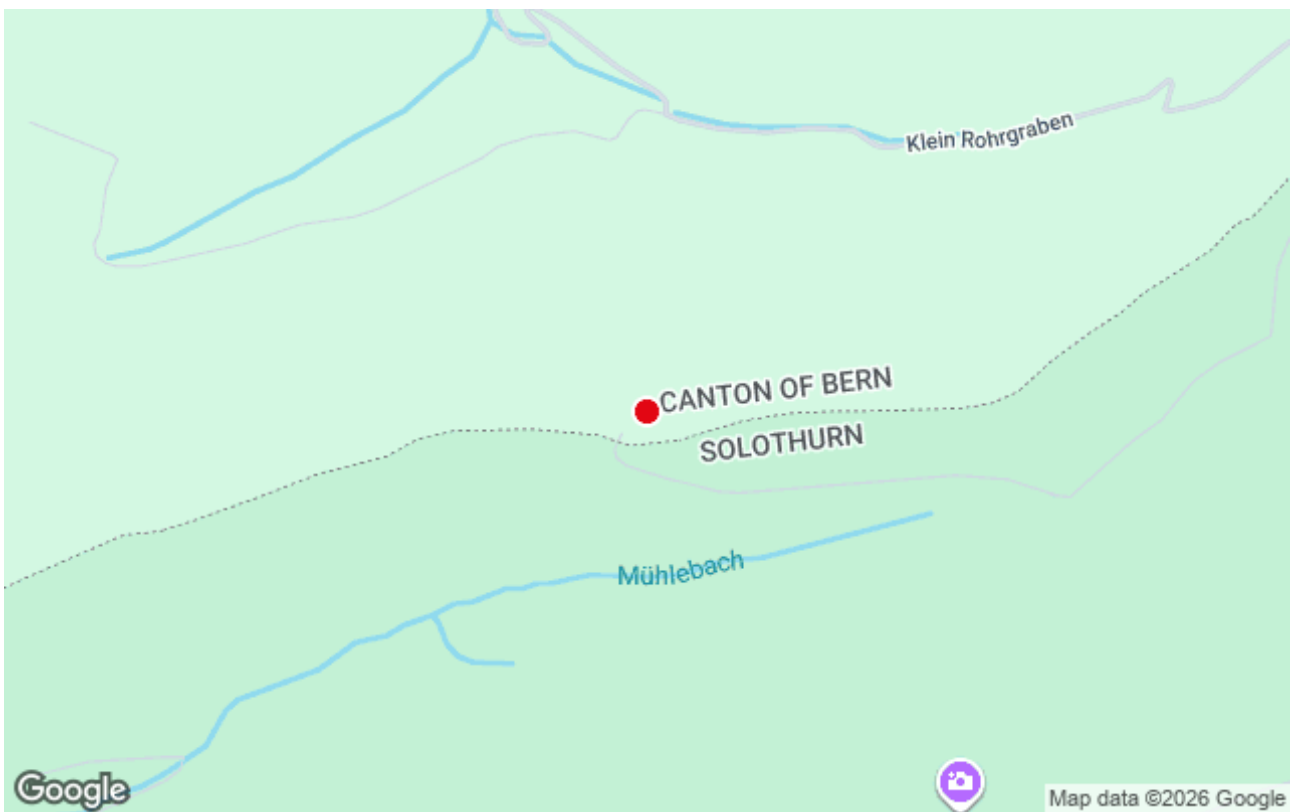 Klein Rohrgraben
CANTON OF BERN
SOLOTHURN
Mühlebach
Google
Map data ©2026 Google